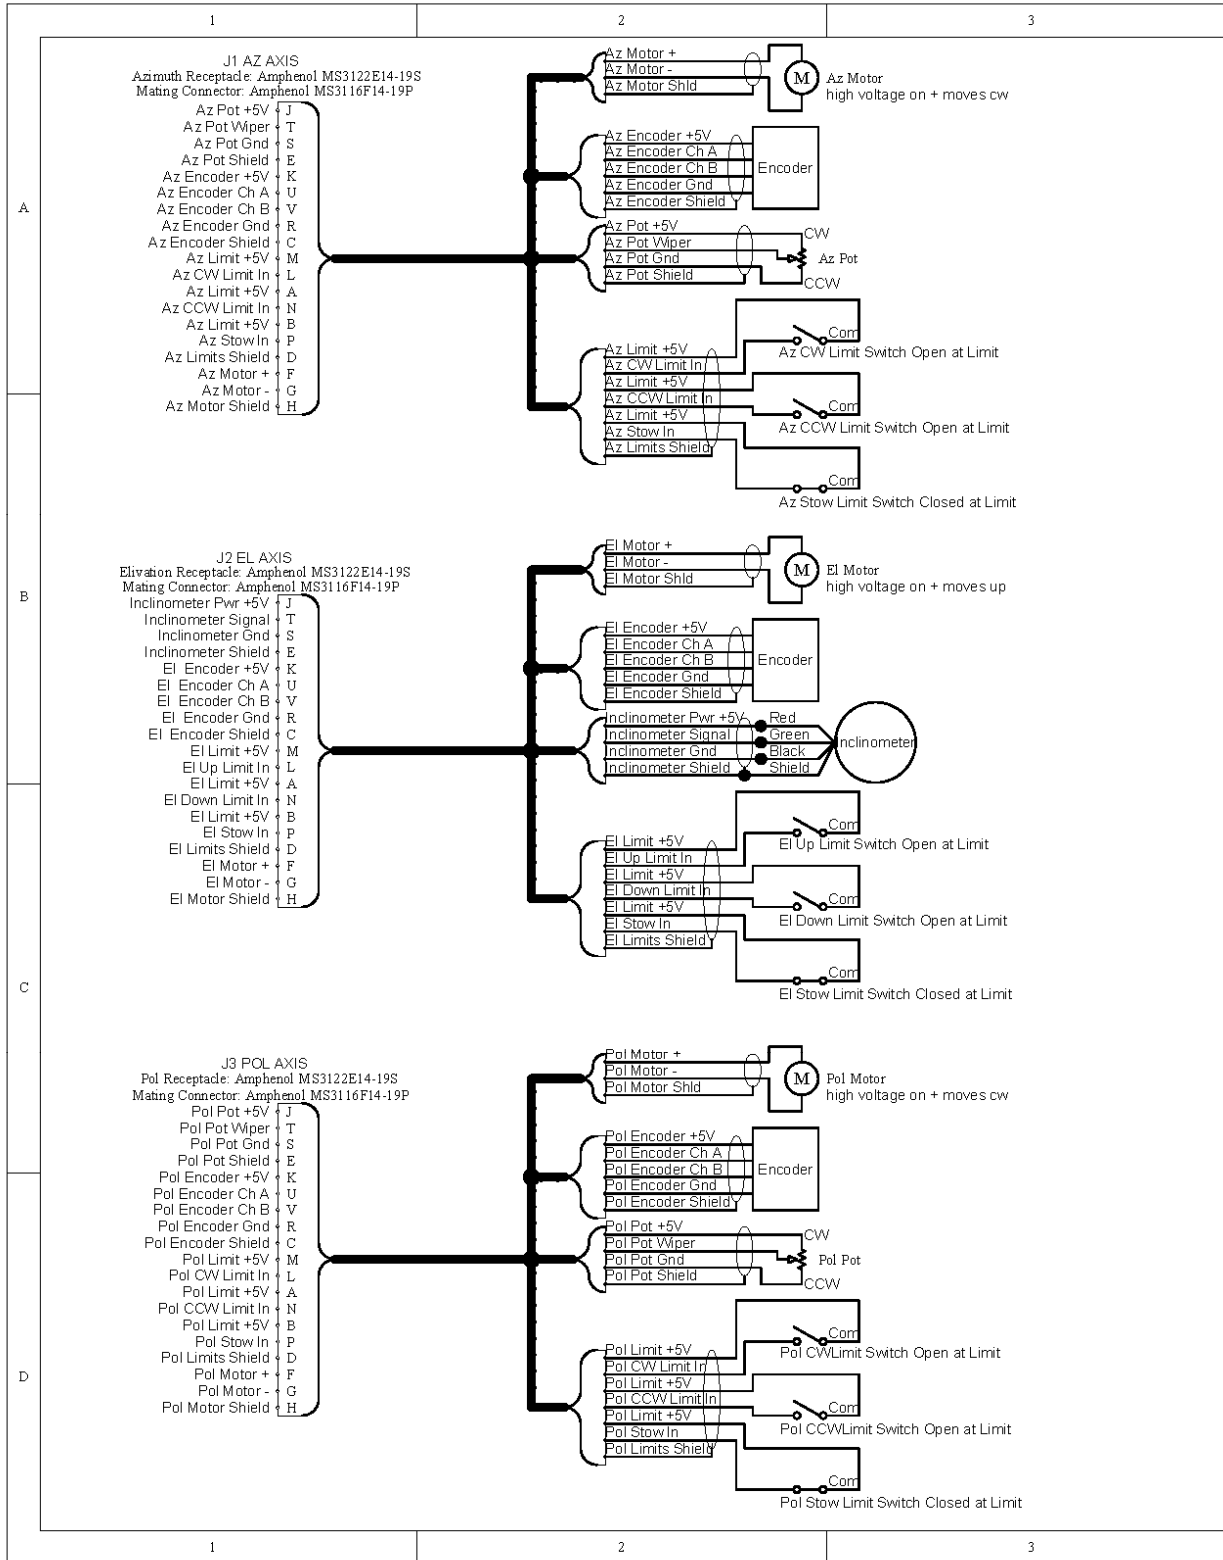 1 2 3
A
B
C
D
J1 AZ AXIS
Azimuth Receptacle: Amphenol MS3122E14-19S
Mating Connector: Amphenol MS3116F14-19P
Az Pot +5V J
Az Pot Wiper T
Az Pot Gnd S
Az Pot Shield E
Az Encoder +5V K
Az Encoder Ch A U
Az Encoder Ch B V
Az Encoder Gnd R
Az Encoder Shield C
Az Limit +5V M
Az CW Limit In L
Az Limit +5V A
Az CCW Limit In N
Az Limit +5V B
Az Stow In P
Az Limits Shield D
Az Motor + F
Az Motor - G
Az Motor Shield H
Az Motor +
Az Motor -
Az Motor Shld
M
Az Motor
high voltage on + moves cw
Az Encoder +5V
Az Encoder Ch A
Az Encoder Ch B
Az Encoder Gnd
Az Encoder Shield
Encoder
Az Pot +5V
Az Pot Wiper
Az Pot Gnd
Az Pot Shield
CW
Az Pot
CCW
Az Limit +5V
Az CW Limit In
Az Limit +5V
Az CCW Limit In
Az Limit +5V
Az Stow In
Az Limits Shield
Com
Az CW Limit Switch Open at Limit
Com
Az CCW Limit Switch Open at Limit
Com
Az Stow Limit Switch Closed at Limit
J2 EL AXIS
Elivation Receptacle: Amphenol MS3122E14-19S
Mating Connector: Amphenol MS3116F14-19P
Inclinometer Pwr +5V J
Inclinometer Signal T
Inclinometer Gnd S
Inclinometer Shield E
El Encoder +5V K
El Encoder Ch A U
El Encoder Ch B V
El Encoder Gnd R
El Encoder Shield C
El Limit +5V M
El Up Limit In L
El Limit +5V A
El Down Limit In N
El Limit +5V B
El Stow In P
El Limits Shield D
El Motor + F
El Motor - G
El Motor Shield H
El Motor +
El Motor -
El Motor Shld
M
El Motor
high voltage on + moves up
El Encoder +5V
El Encoder Ch A
El Encoder Ch B
El Encoder Gnd
El Encoder Shield
Encoder
Inclinometer Pwr +5V Red
Inclinometer Signal Green
Inclinometer Gnd Black
Inclinometer Shield Shield
Inclinometer
El Limit +5V
El Up Limit In
El Limit +5V
El Down Limit In
El Limit +5V
El Stow In
El Limits Shield
Com
El Up Limit Switch Open at Limit
Com
El Down Limit Switch Open at Limit
Com
El Stow Limit Switch Closed at Limit
J3 POL AXIS
Pol Receptacle: Amphenol MS3122E14-19S
Mating Connector: Amphenol MS3116F14-19P
Pol Pot +5V J
Pol Pot Wiper T
Pol Pot Gnd S
Pol Pot Shield E
Pol Encoder +5V K
Pol Encoder Ch A U
Pol Encoder Ch B V
Pol Encoder Gnd R
Pol Encoder Shield C
Pol Limit +5V M
Pol CW Limit In L
Pol Limit +5V A
Pol CCW Limit In N
Pol Limit +5V B
Pol Stow In P
Pol Limits Shield D
Pol Motor + F
Pol Motor - G
Pol Motor Shield H
Pol Motor +
Pol Motor -
Pol Motor Shld
M
Pol Motor
high voltage on + moves cw
Pol Encoder +5V
Pol Encoder Ch A
Pol Encoder Ch B
Pol Encoder Gnd
Pol Encoder Shield
Encoder
Pol Pot +5V
Pol Pot Wiper
Pol Pot Gnd
Pol Pot Shield
CW
Pol Pot
CCW
Pol Limit +5V
Pol CW Limit In
Pol Limit +5V
Pol CCW Limit In
Pol Limit +5V
Pol Stow In
Pol Limits Shield
Com
Pol CWLimit Switch Open at Limit
Com
Pol CCWLimit Switch Open at Limit
Com
Pol Stow Limit Switch Closed at Limit
1 2 3